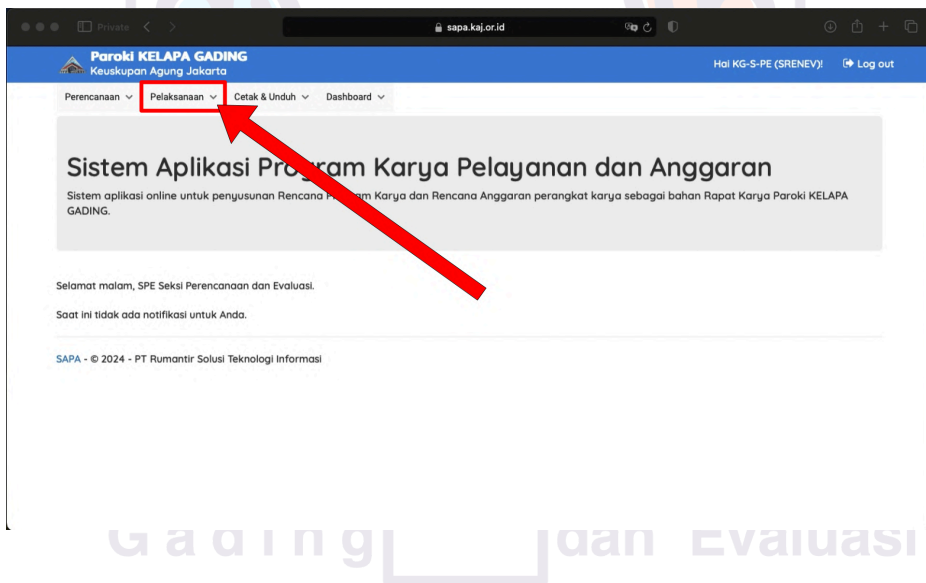 Private
sapa.kaj.or.id
Paroki KELAPA GADING
Keuskupan Agung Jakarta
Hai KG-S-PE (SRENEV)! Log out
Perencanaan Pelaksanaan Cetak & Unduh Dashboard
Sistem Aplikasi Program Karya Pelayanan dan Anggaran
Sistem aplikasi online untuk penyusunan Rencana Program Karya dan Rencana Anggaran perangkat karya sebagai bahan Rapat Karya Paroki KELAPA
GADING.
Selamat malam, SPE Seksi Perencanaan dan Evaluasi.
Saat ini tidak ada notifikasi untuk Anda.
SAPA - © 2024 - PT Rumantir Solusi Teknologi Informasi
Gading dan Evaluasi